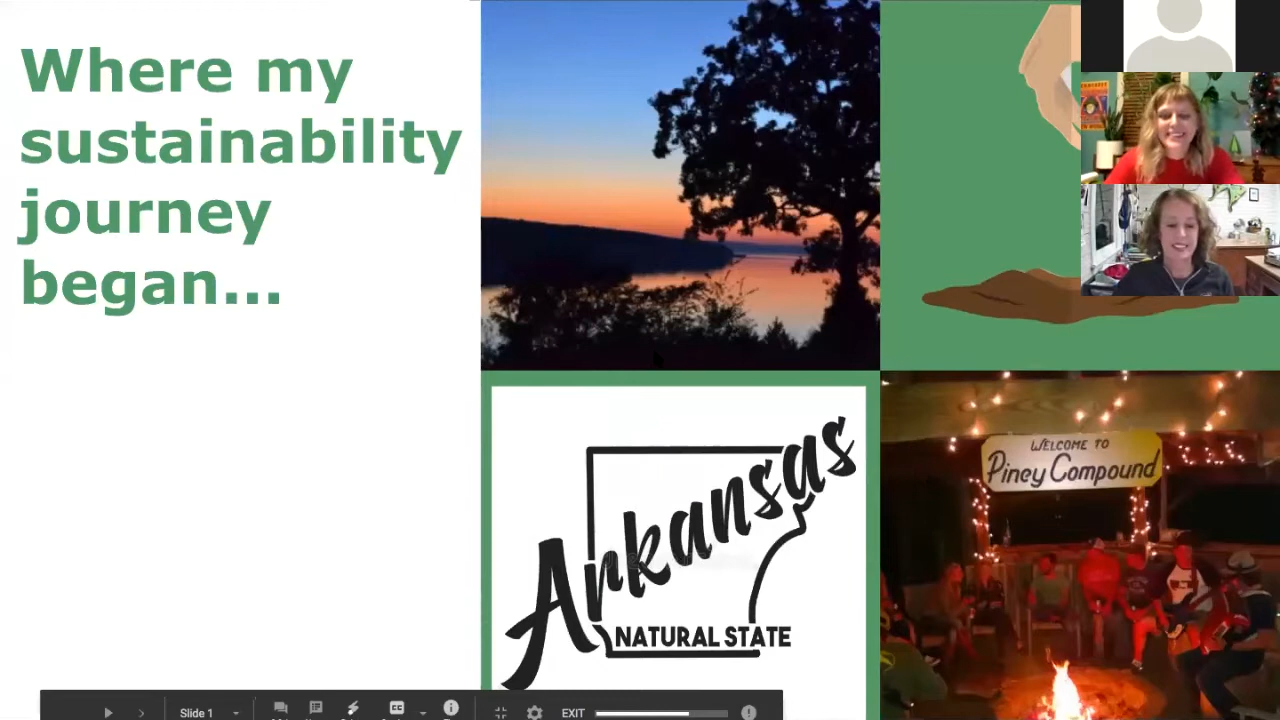 Where my
sustainability
journey
began...
Arkansas
NATURAL STATE
WELCOME TO
Piney Compound
Slide 1
EXIT